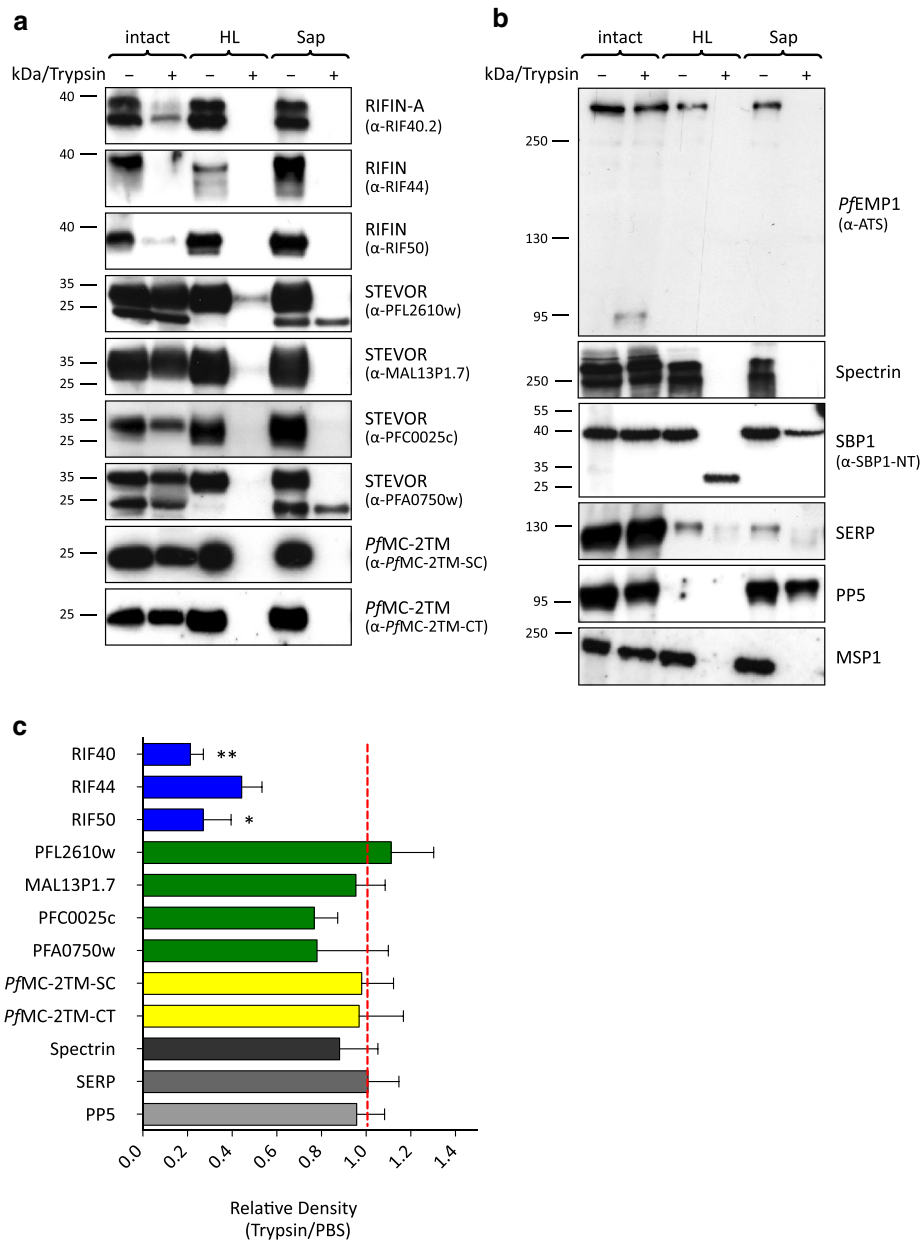 a
intact HL Sap
kDa/Trypsin – + – + – +
40
RIFIN-A
(α-RIF40.2)
40
RIFIN
(α-RIF44)
40
RIFIN
(α-RIF50)
35
25
STEVOR
(α-PFL2610w)
35
25
STEVOR
(α-MAL13P1.7)
35
25
STEVOR
(α-PFC0025c)
35
25
STEVOR
(α-PFA0750w)
25
PfMC-2TM
(α-PfMC-2TM-SC)
25
PfMC-2TM
(α-PfMC-2TM-CT)
b
intact HL Sap
kDa/Trypsin – + – + – +
250
130
95
PfEMP1
(α-ATS)
250
Spectrin
55
40
35
25
SBP1
(α-SBP1-NT)
130
SERP
95
PP5
250
MSP1
c
RIF40 **
RIF44
RIF50 *
PFL2610w
MAL13P1.7
PFC0025c
PFA0750w
PfMC-2TM-SC
PfMC-2TM-CT
Spectrin
SERP
PP5
0.0 0.2 0.4 0.6 0.8 1.0 1.2 1.4
Relative Density
(Trypsin/PBS)